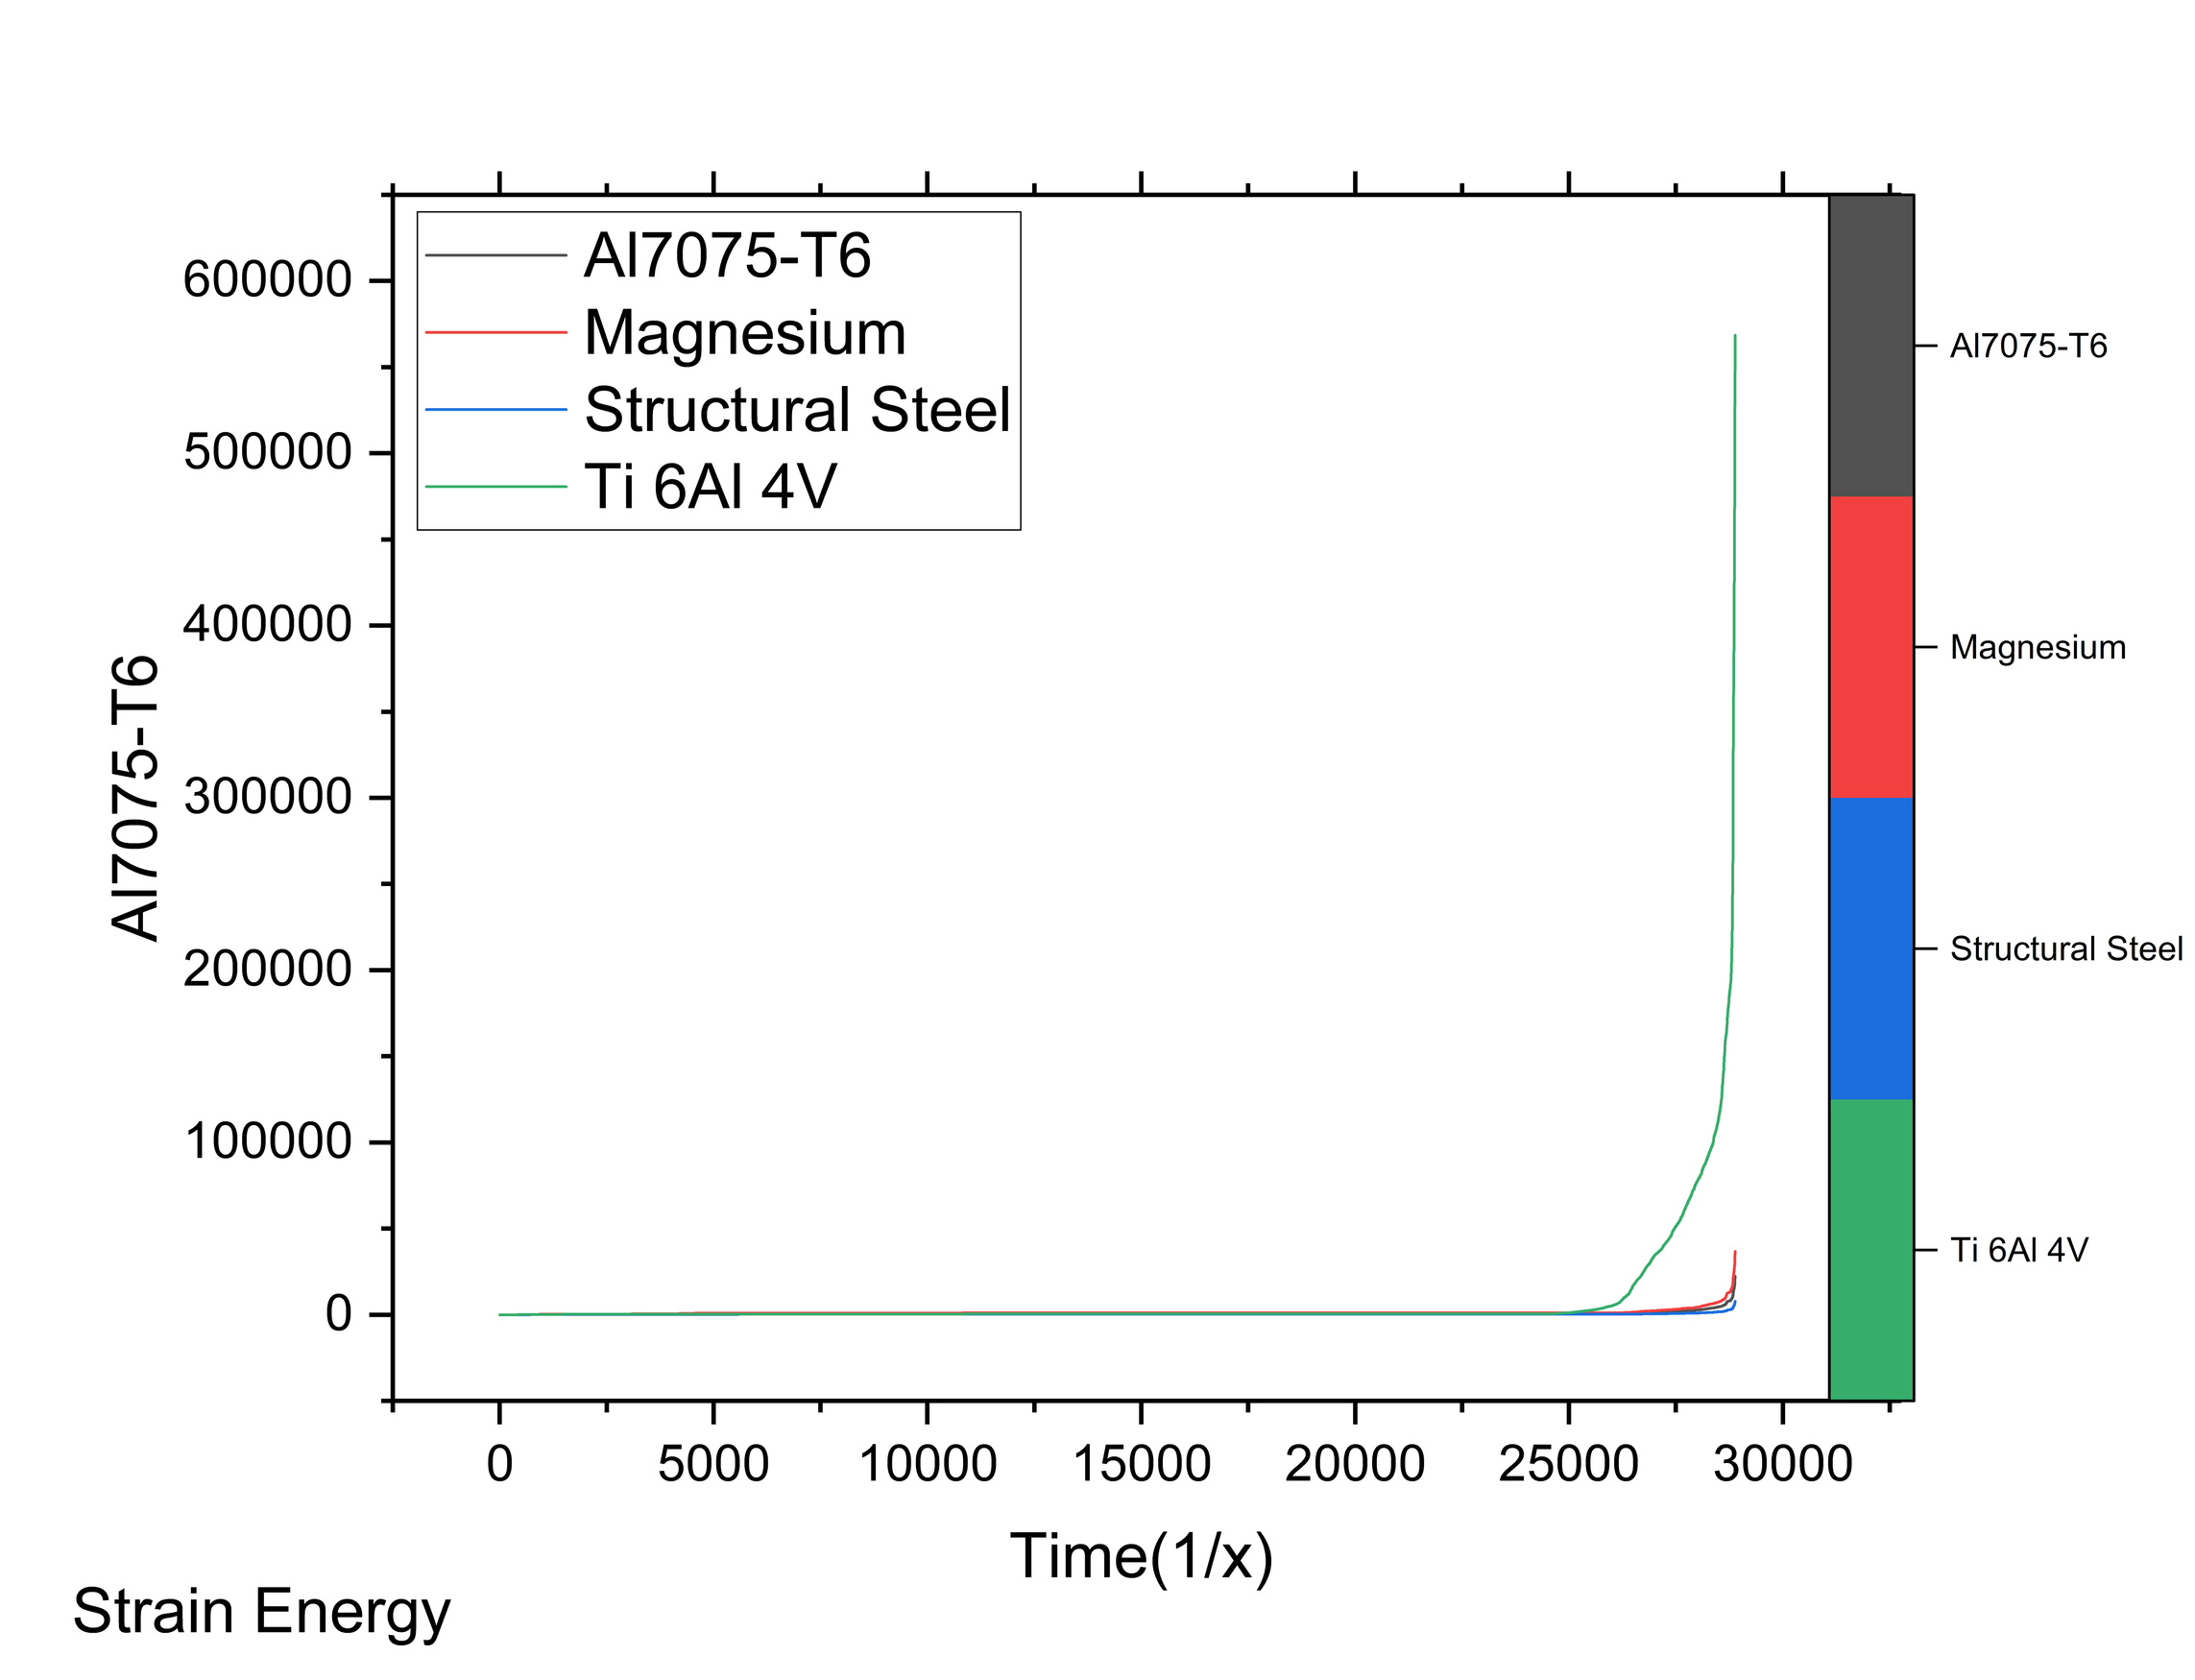 Al7075-T6
Magnesium
Structural Steel
Ti 6Al 4V
600000
500000
400000
300000
200000
100000
0
Al7075-T6
0 5000 10000 15000 20000 25000 30000
Time(1/x)
Strain Energy
Al7075-T6
Magnesium
Structural Steel
Ti 6Al 4V